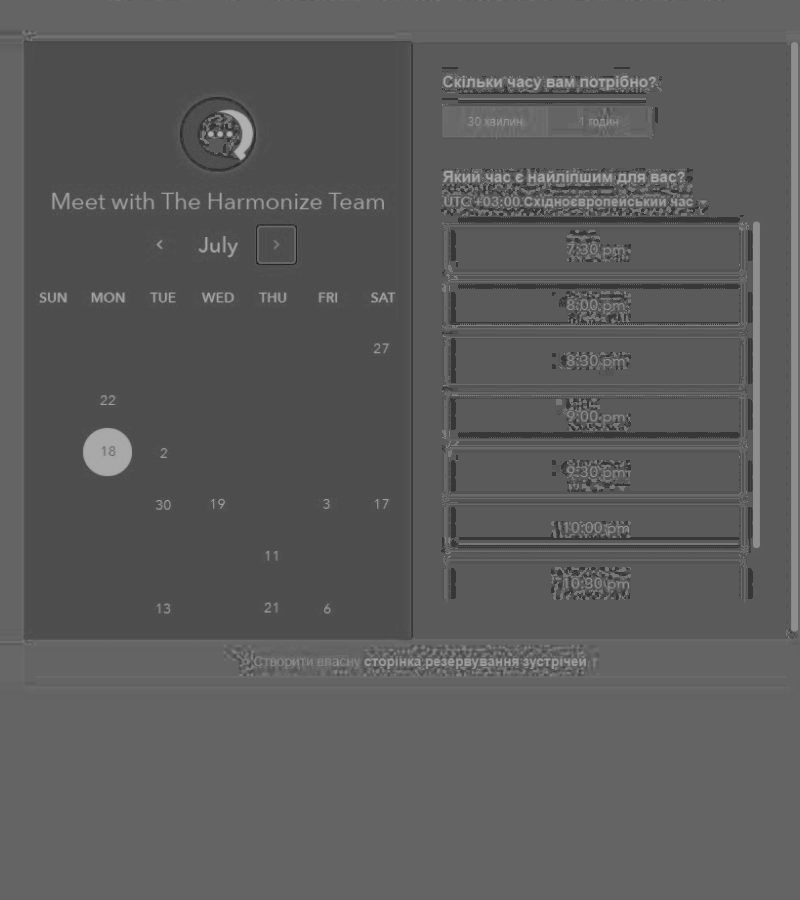 Meet with The Harmonize Team
July
SUN MON TUE WED THU FRI SAT
27
22
18 2
30 19 3 17
11
13 21 6
Скільки часу вам потрібно?
30 хвилин 1 годин
Який час є найліпшим для вас?
UTC +03:00 Східноєвропейський час
7:30 pm
8:00 pm
8:30 pm
9:00 pm
9:30 pm
10:00 pm
10:30 pm
Створити власну сторінка резервування зустрічей